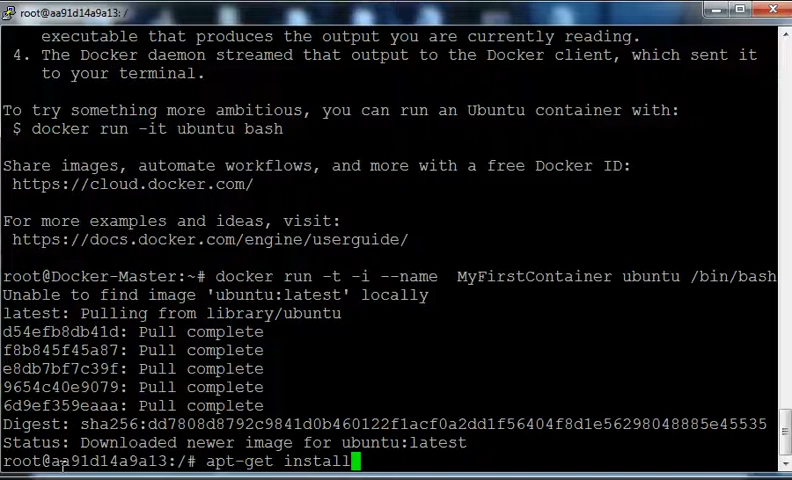 root@aa91d14a9a13: /
executable that produces the output you are currently reading.
4. The Docker daemon streamed that output to the Docker client, which sent it
to your terminal.
To try something more ambitious, you can run an Ubuntu container with:
$ docker run -it ubuntu bash
Share images, automate workflows, and more with a free Docker ID:
https://cloud.docker.com/
For more examples and ideas, visit:
https://docs.docker.com/engine/userguide/
root@Docker-Master:~# docker run -t -i --name  MyFirstContainer ubuntu /bin/bash
Unable to find image 'ubuntu:latest' locally
latest: Pulling from library/ubuntu
d54efb8db41d: Pull complete
f8b845f45a87: Pull complete
e8db7bf7c39f: Pull complete
9654c40e9079: Pull complete
6d9ef359eaaa: Pull complete
Digest: sha256:dd7808d8792c9841d0b460122f1acf0a2dd1f56404f8d1e56298048885e45535
Status: Downloaded newer image for ubuntu:latest
root@aa91d14a9a13:/# apt-get install